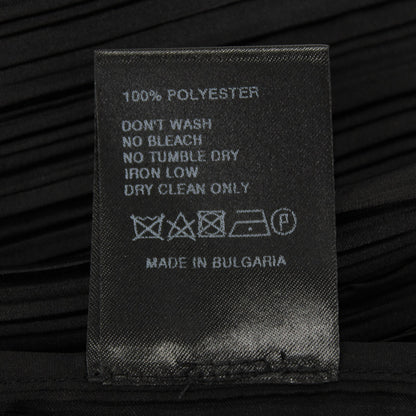 100% POLYESTER
DON'T WASH
NO BLEACH
NO TUMBLE DRY
IRON LOW
DRY CLEAN ONLY
P
MADE IN BULGARIA